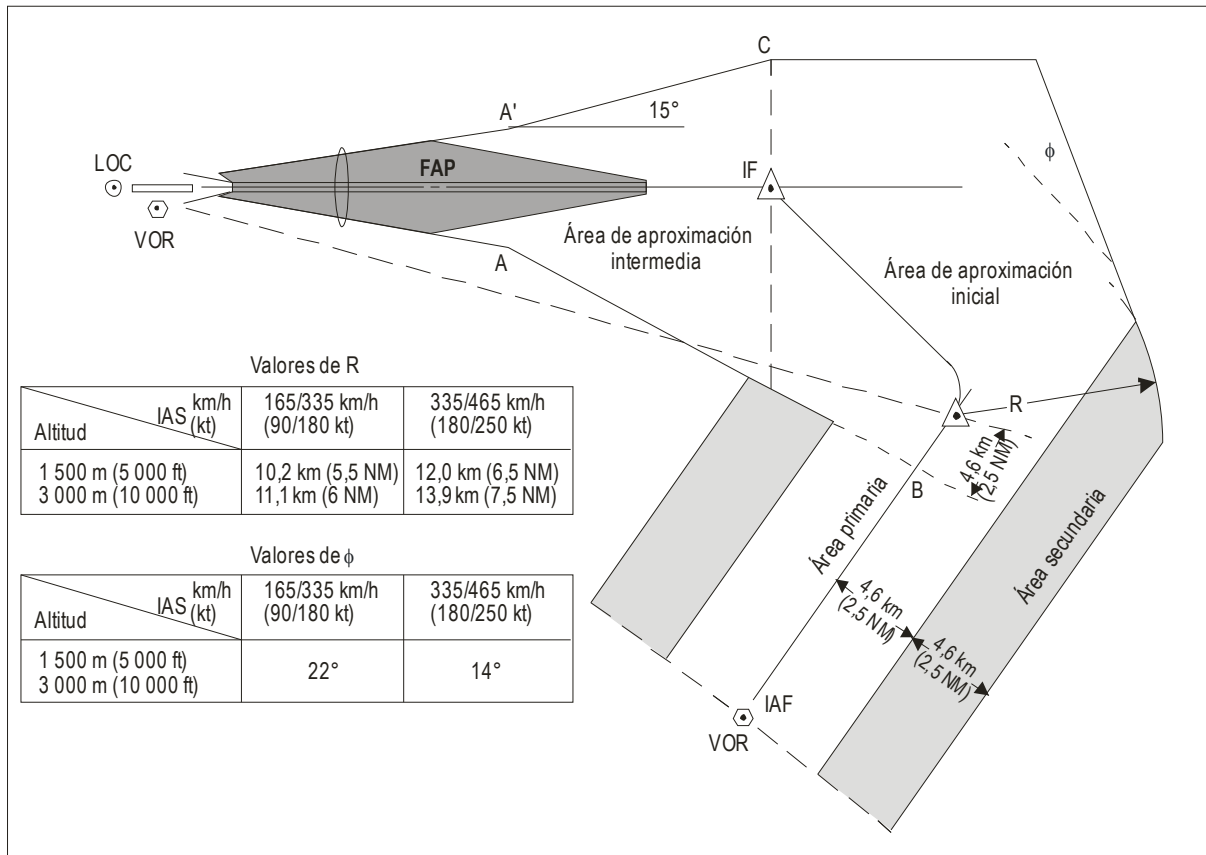 C
A'
15°
ϕ
LOC
FAP
IF
VOR
Área de aproximación
intermedia
A
Área de aproximación
inicial
R
4,6 km
(2,5 NM)
B
Área primaria
Área secundaria
4,6 km
(2,5 NM)
4,6 km
(2,5 NM)
IAF
VOR
Valores de R
Altitud
IAS km/h
(kt)
165/335 km/h
(90/180 kt)
335/465 km/h
(180/250 kt)
1 500 m (5 000 ft)
3 000 m (10 000 ft)
10,2 km (5,5 NM)
11,1 km (6 NM)
12,0 km (6,5 NM)
13,9 km (7,5 NM)
Valores de ϕ
Altitud
IAS km/h
(kt)
165/335 km/h
(90/180 kt)
335/465 km/h
(180/250 kt)
1 500 m (5 000 ft)
3 000 m (10 000 ft)
22°
14°